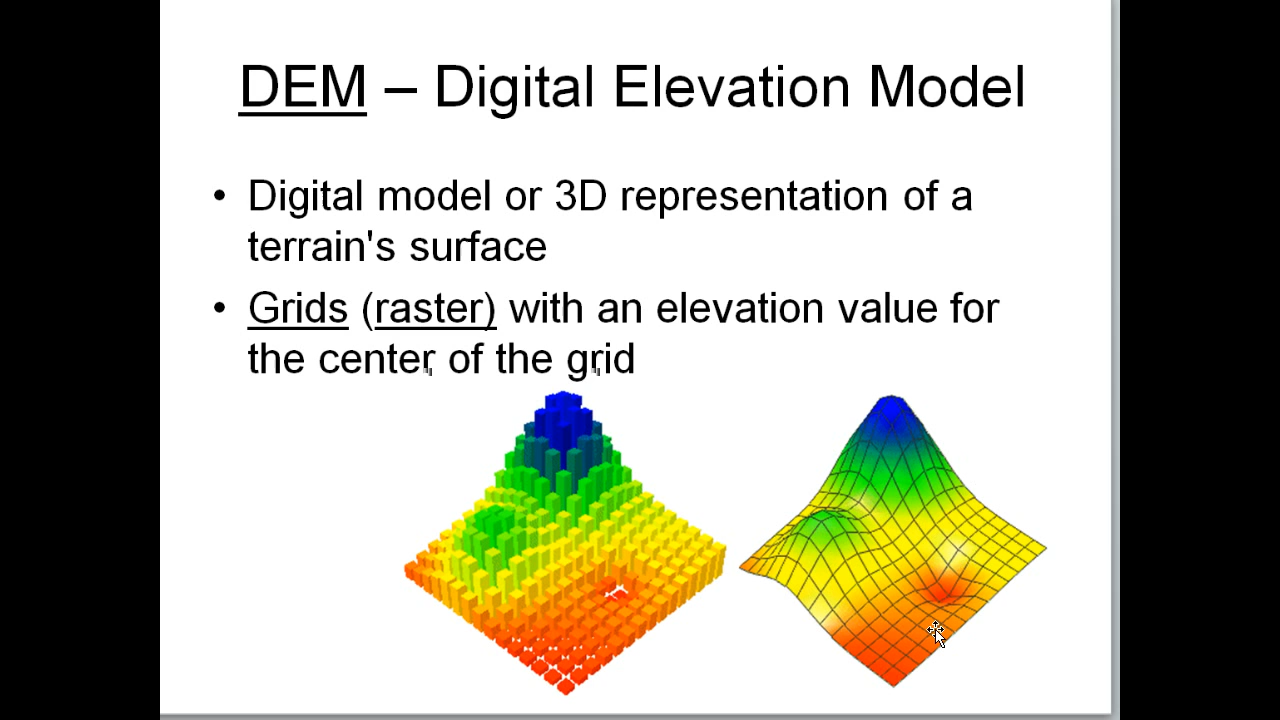 DEM – Digital Elevation Model
• Digital model or 3D representation of a
terrain's surface
• Grids (raster) with an elevation value for
the center of the grid